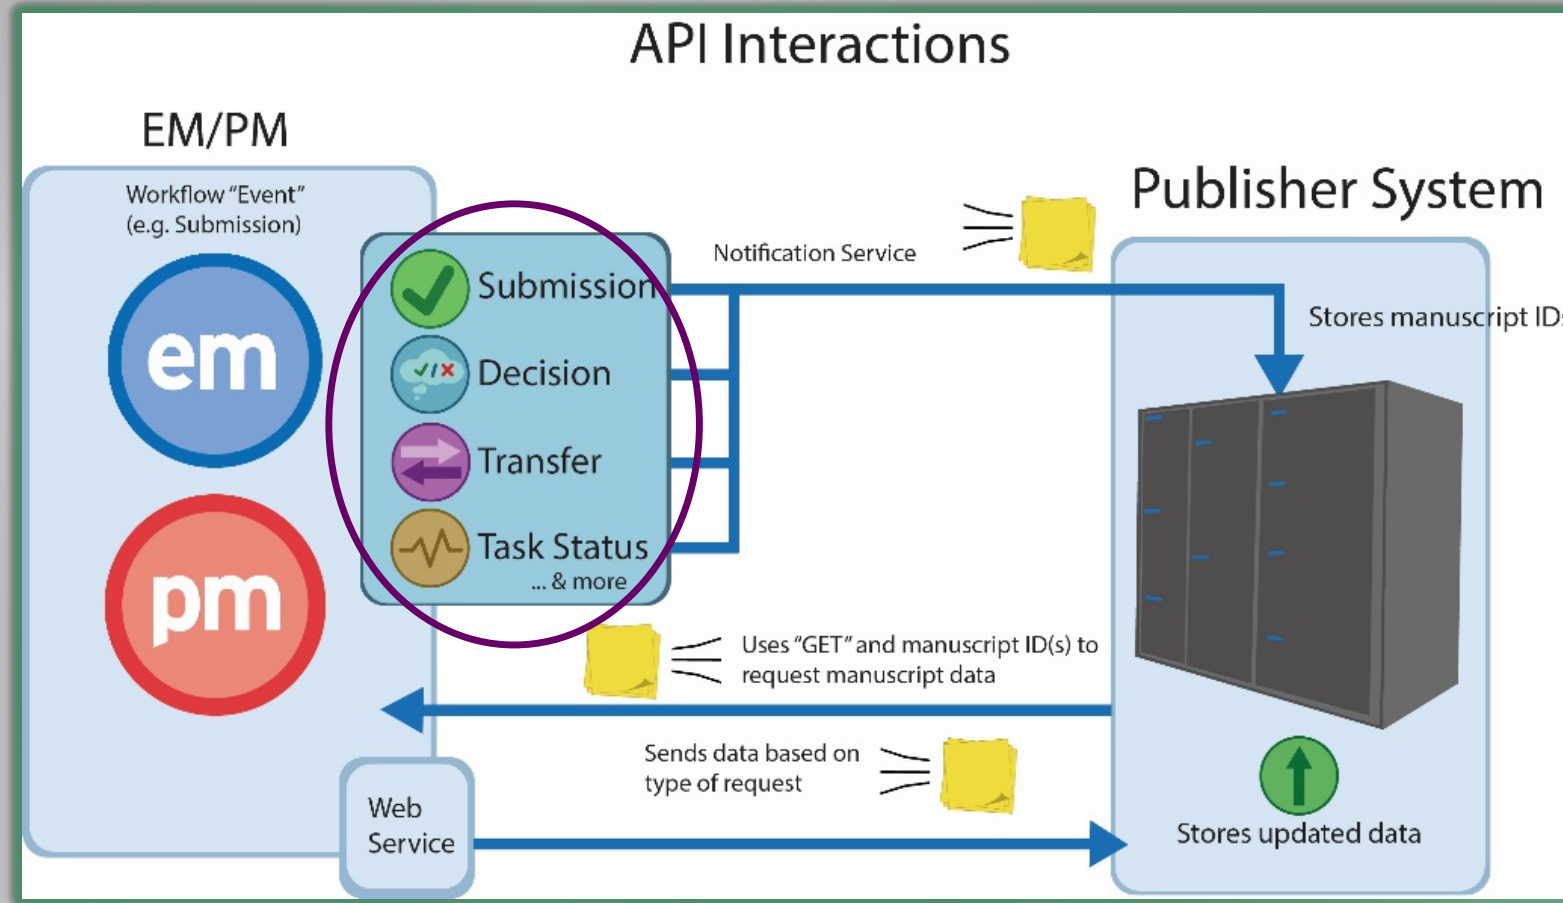 API Interactions
EM/PM
Workflow “Event”
(e.g. Submission)
em
pm
Submission
Decision
Transfer
Task Status
... & more
Notification Service
Publisher System
Stores manuscript IDs
Uses “GET” and manuscript ID(s) to
request manuscript data
Sends data based on
type of request
Web
Service
Stores updated data